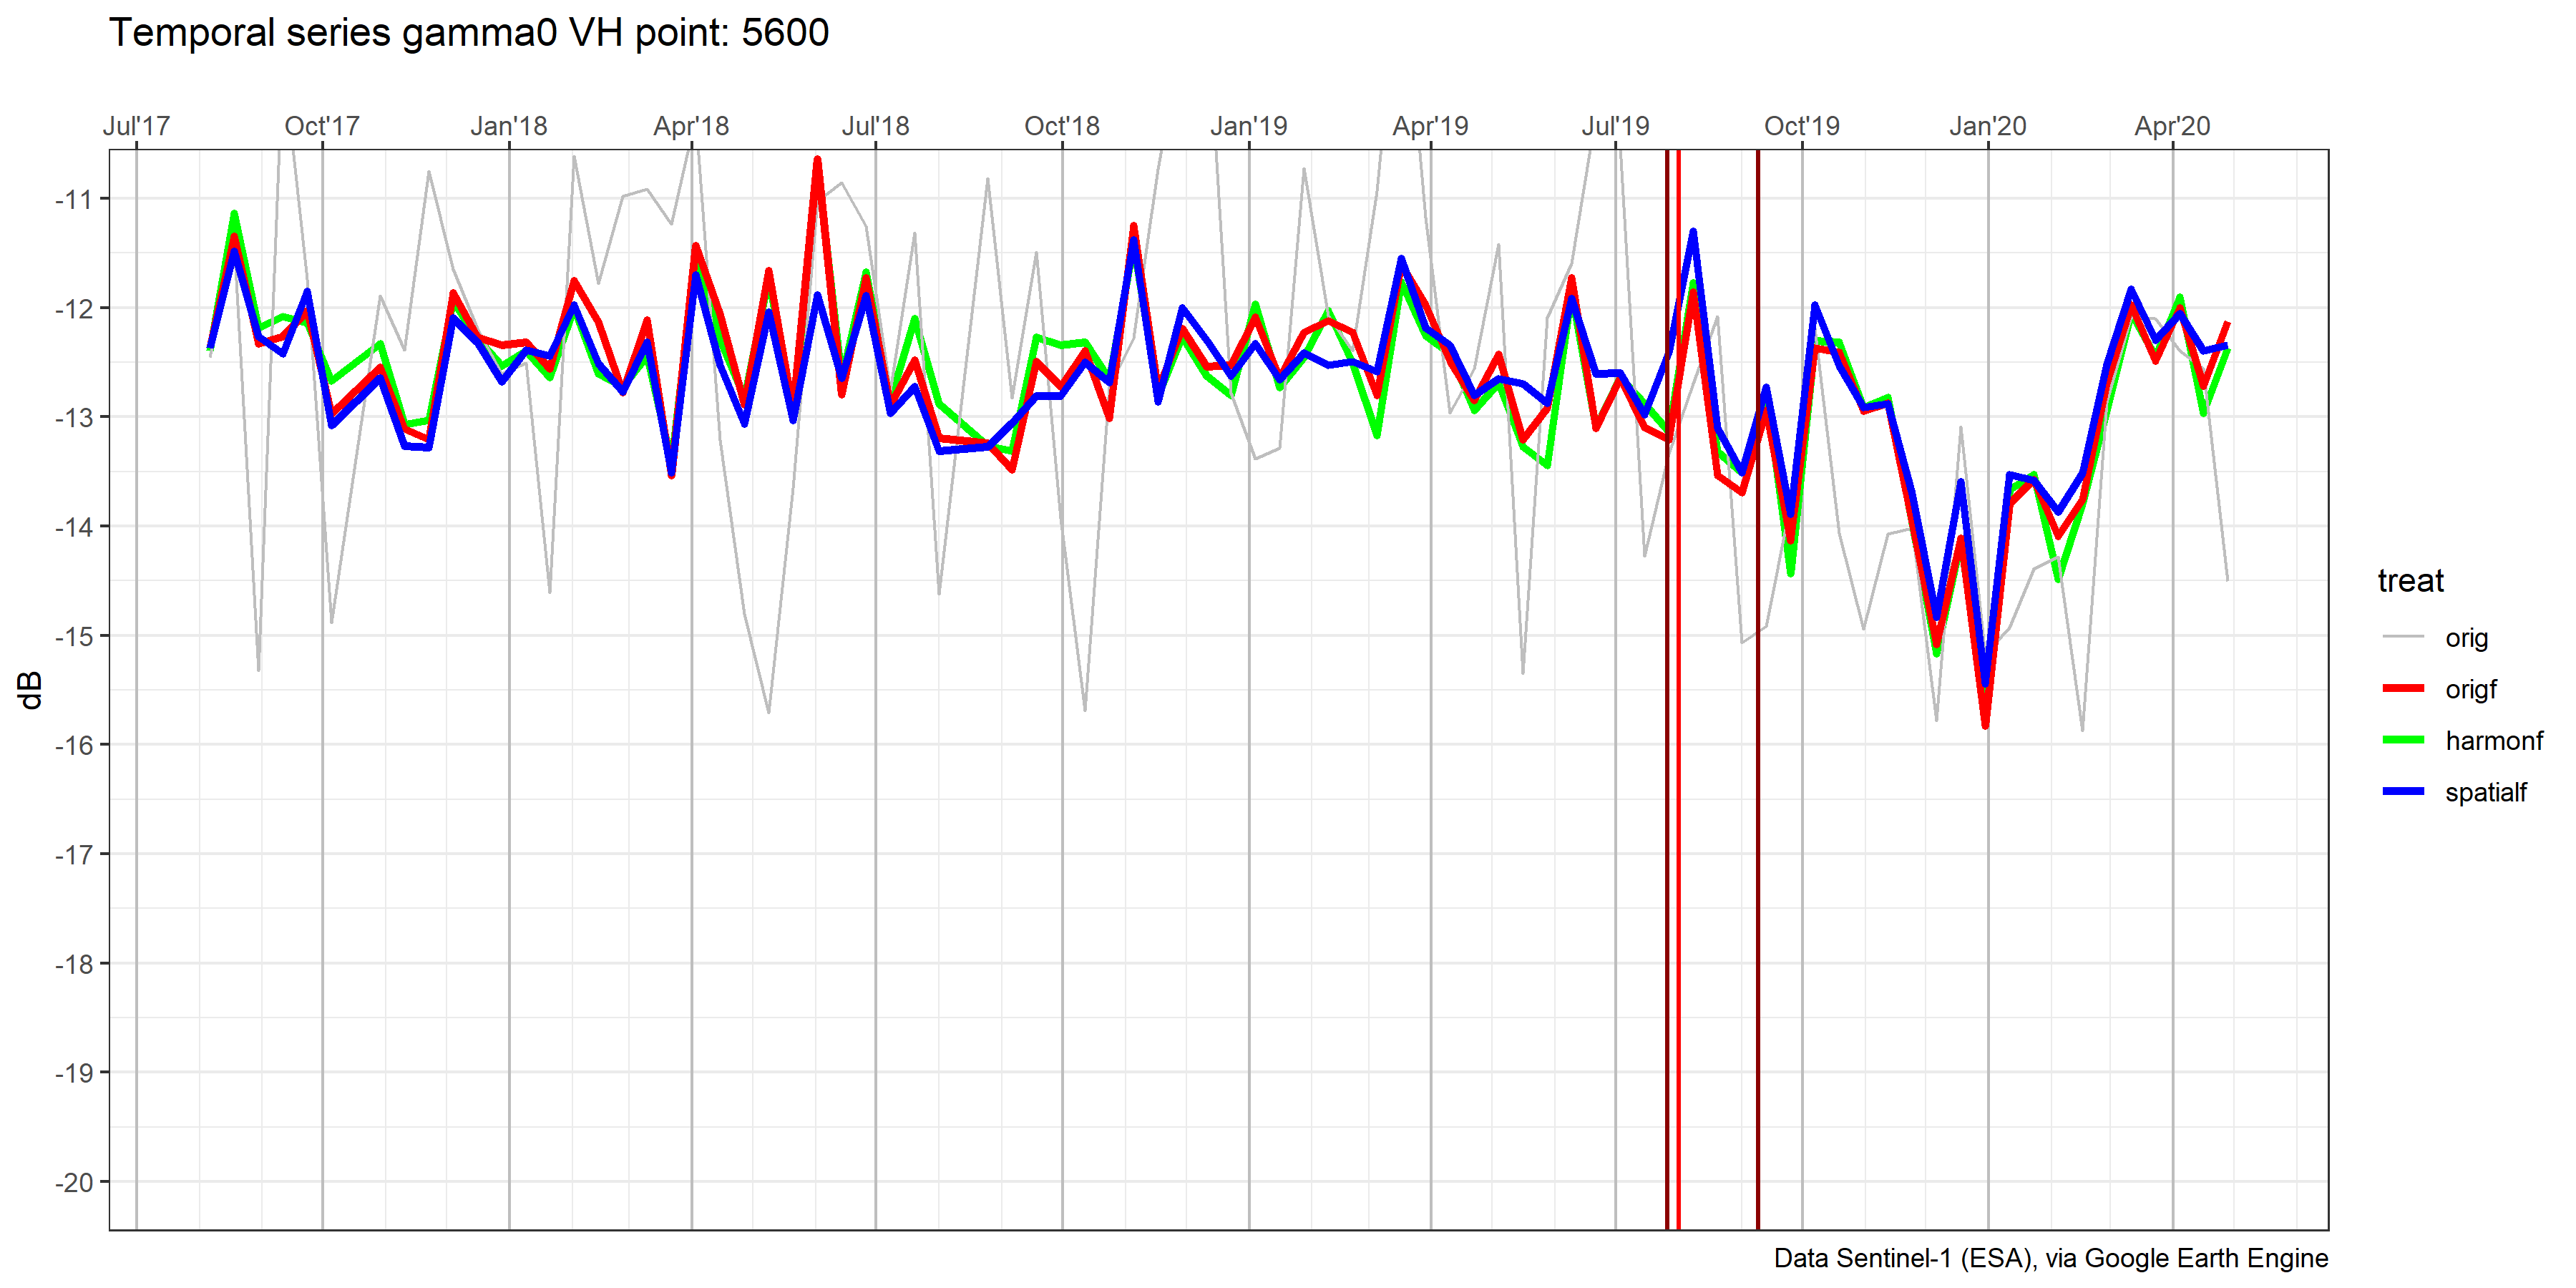 Temporal series gamma0 VH point: 5600
Jul'17 Oct'17 Jan'18 Apr'18 Jul'18 Oct'18 Jan'19 Apr'19 Jul'19 Oct'19 Jan'20 Apr'20
-11
-12
-13
-14
-15
-16
-17
-18
-19
-20
dB
treat
orig
origf
harmonf
spatialf
Data Sentinel-1 (ESA), via Google Earth Engine